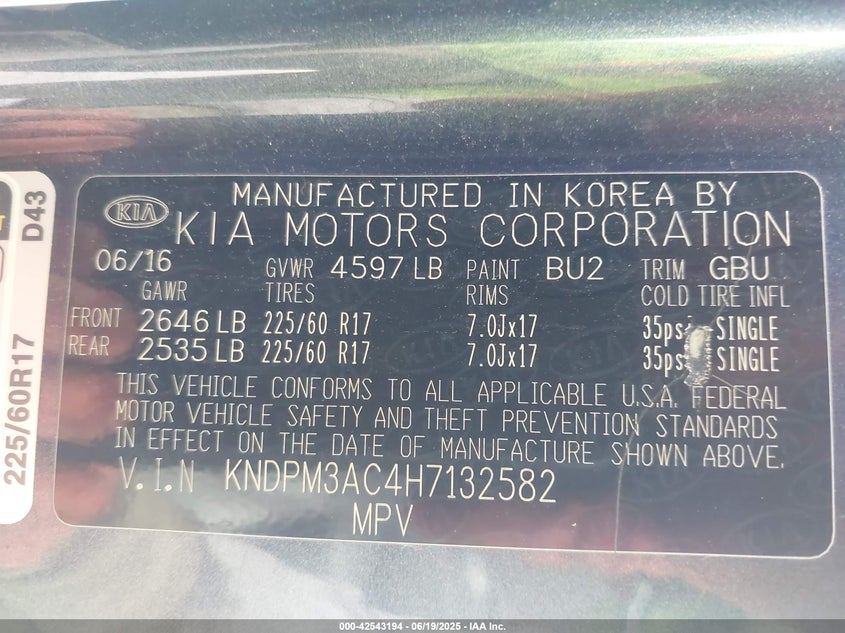 D43
225/60R17
KIA
MANUFACTURED IN KOREA BY
KIA MOTORS CORPORATION
06/16 GVWR 4597 LB PAINT BU2 TRIM GBU
GAWR TIRES RIMS COLD TIRE INFL
FRONT 2646 LB 225/60 R17 7.0Jx17 35psi SINGLE
REAR 2535 LB 225/60 R17 7.0Jx17 35psi SINGLE
THIS VEHICLE CONFORMS TO ALL APPLICABLE U.S.A. FEDERAL
MOTOR VEHICLE SAFETY AND THEFT PREVENTION STANDARDS
IN EFFECT ON THE DATE OF MANUFACTURE SHOWN ABOVE.
V.I.N KNDPM3AC4H7132582
MPV
000-42543194 - 06/19/2025 - IAA Inc.